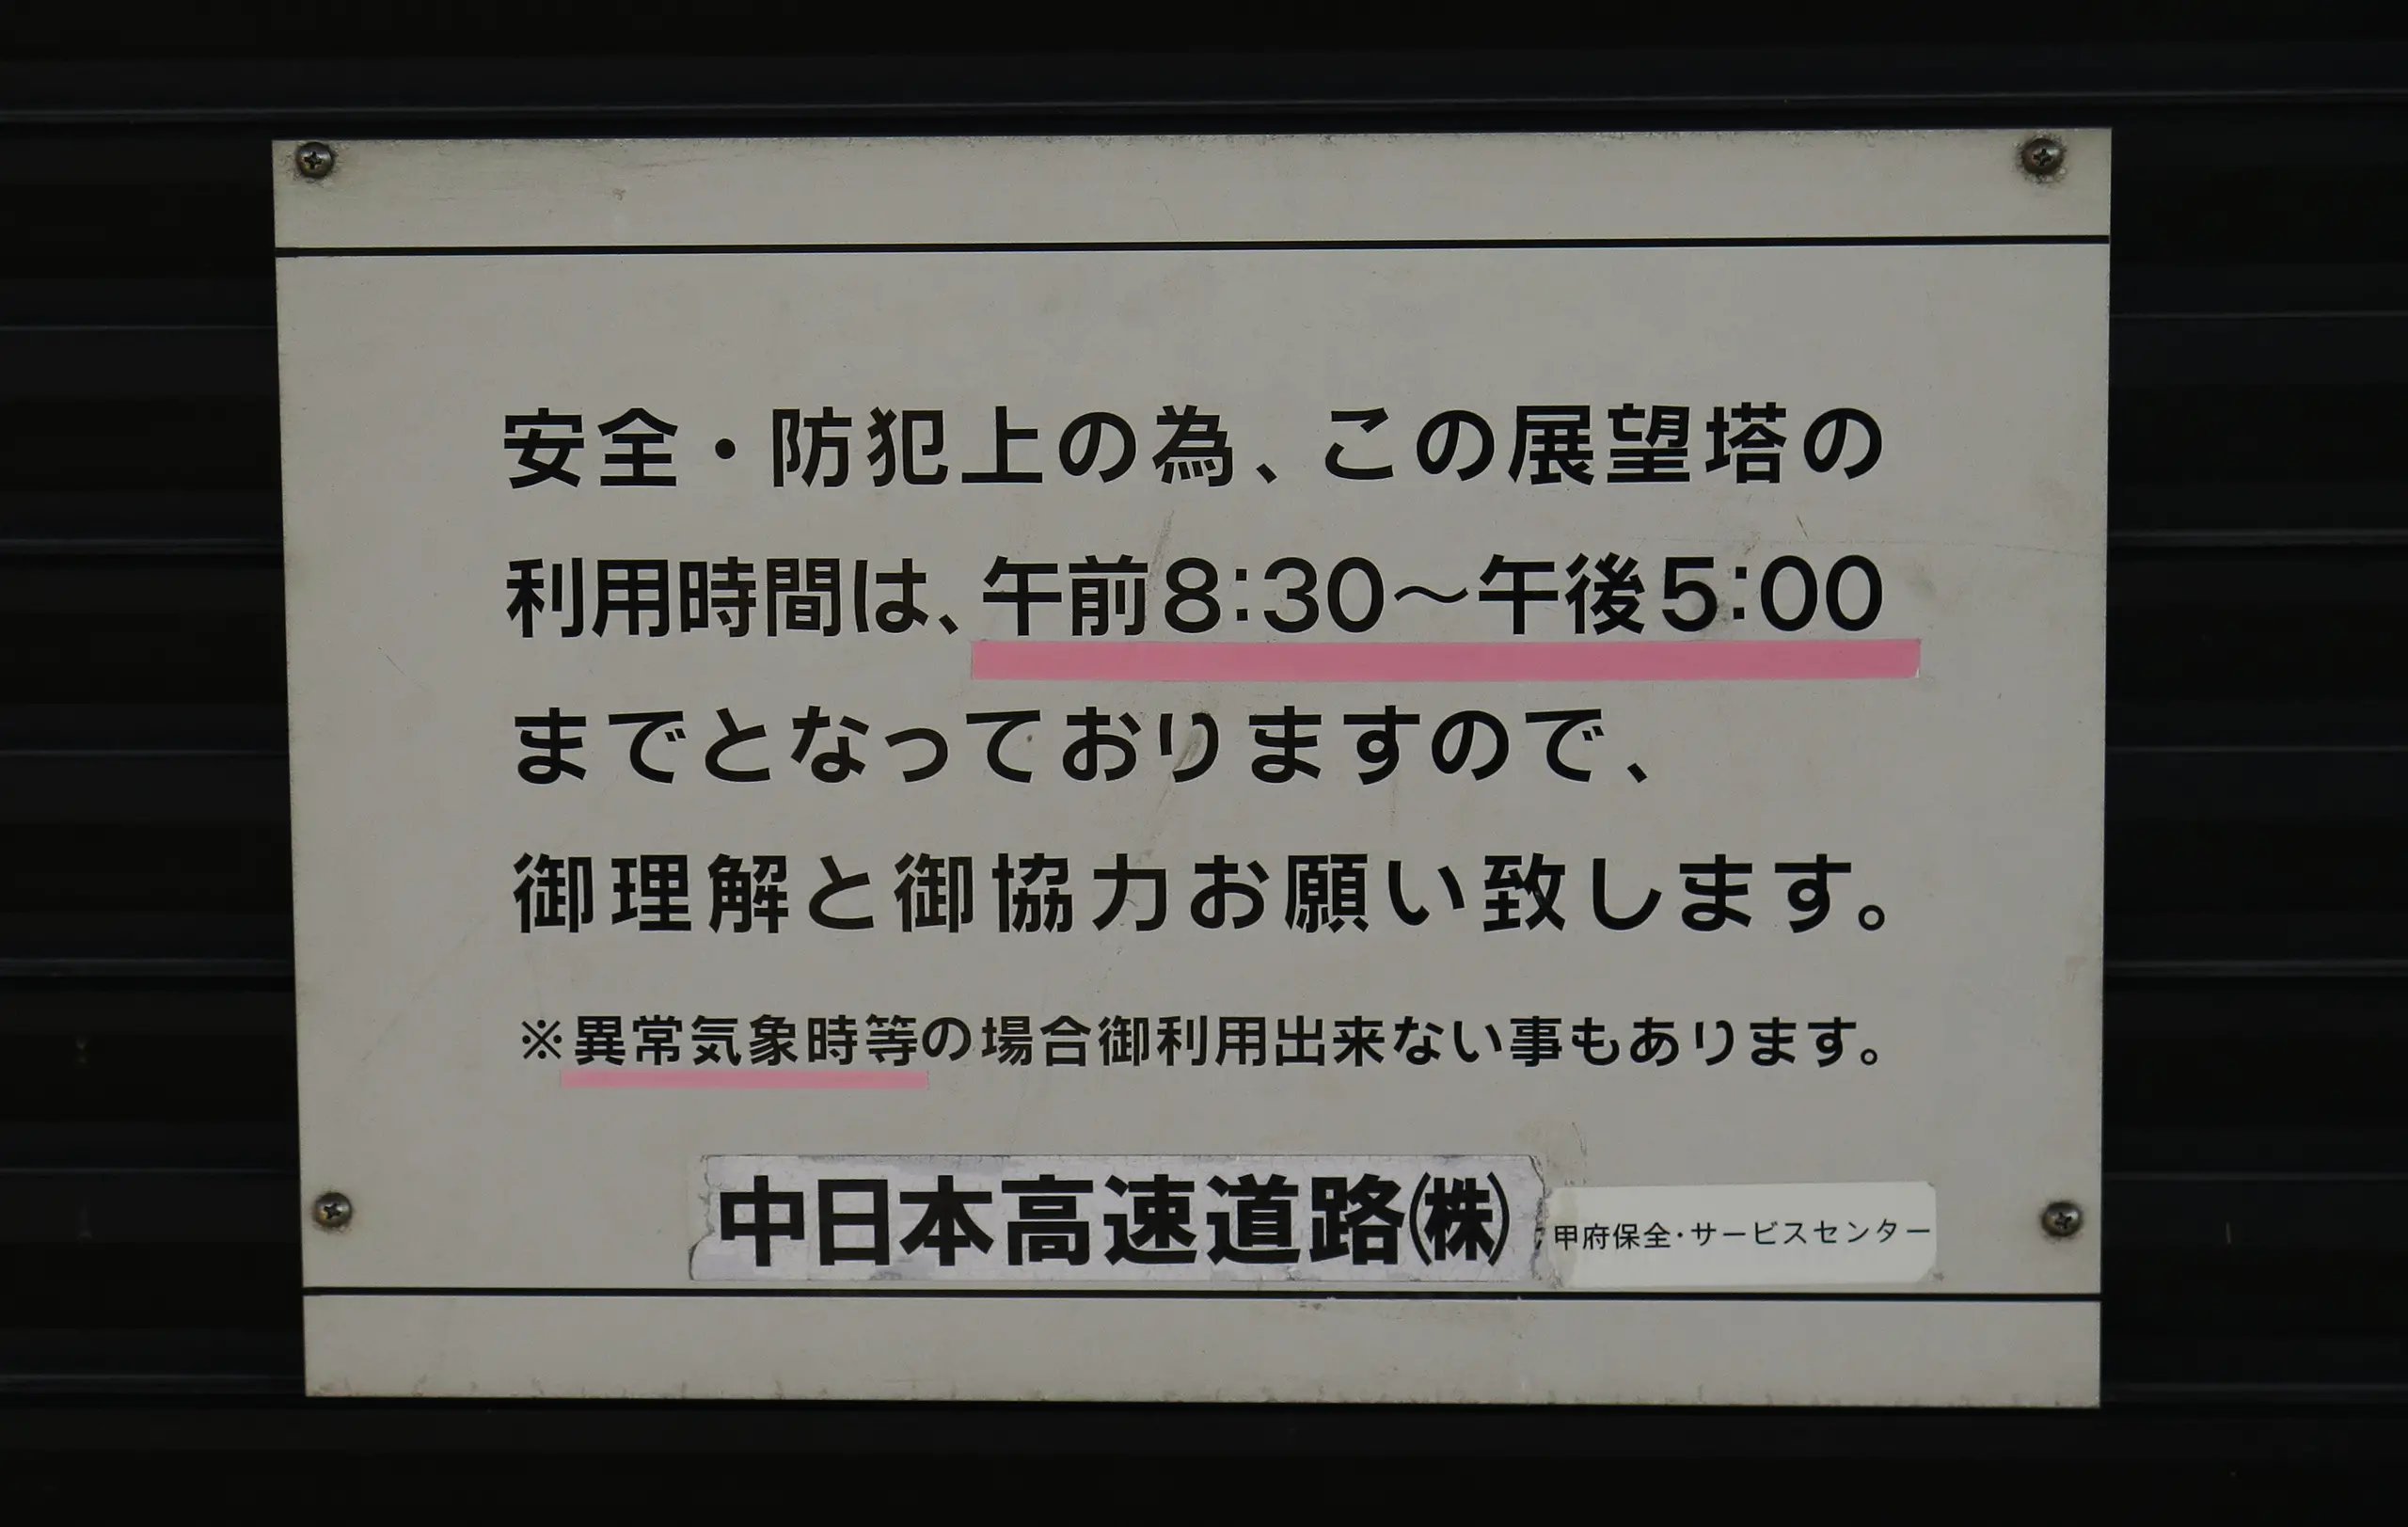 安全・防犯上の為、この展望塔の
利用時間は、午前8:30～午後5:00
までとなっておりますので、
御理解と御協力お願い致します。
※異常気象時等の場合御利用出来ない事もあります。
中日本高速道路㈱ 甲府保全・サービスセンター